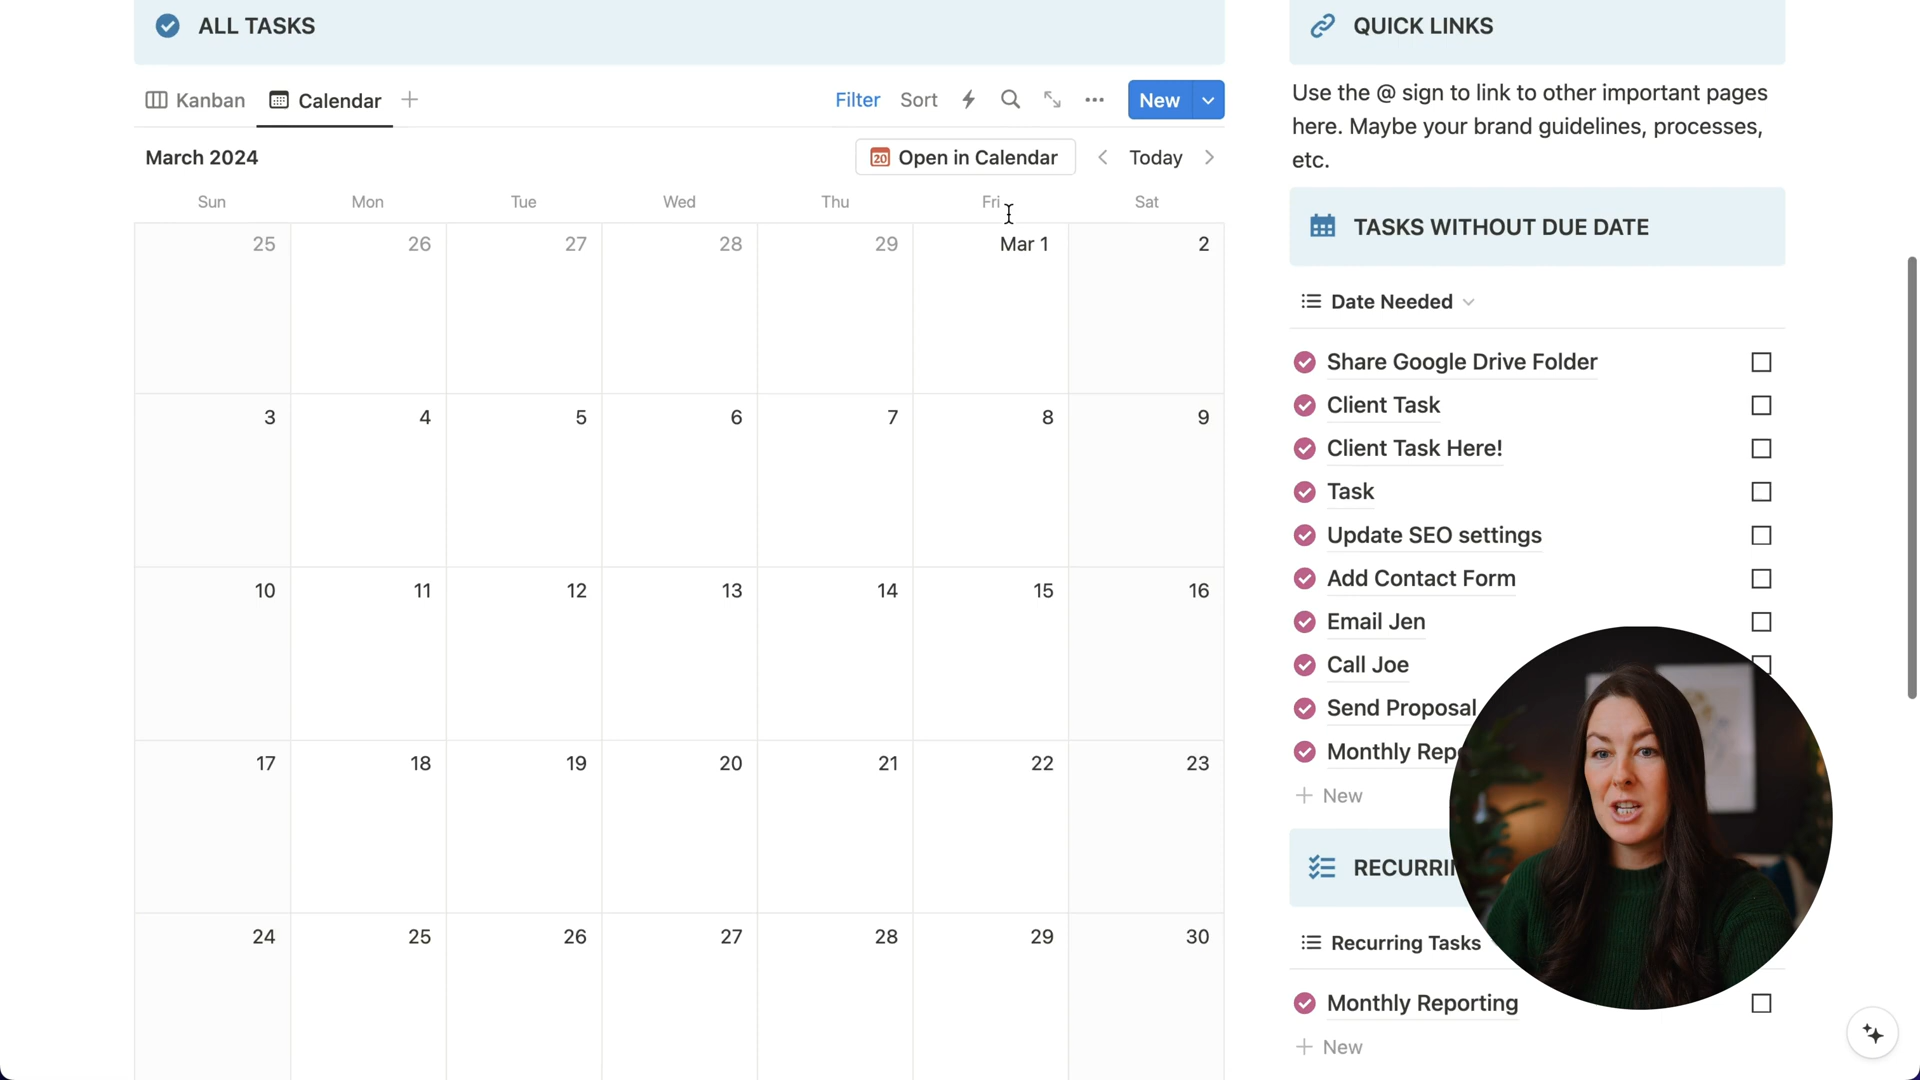 ALL TASKS
Kanban
Calendar
Filter
Sort
New
March 2024
20
Open in Calendar
Today
Sun Mon Tue Wed Thu Fri Sat
25 26 27 28 29 Mar 1 2
3 4 5 6 7 8 9
10 11 12 13 14 15 16
17 18 19 20 21 22 23
24 25 26 27 28 29 30
QUICK LINKS
Use the @ sign to link to other important pages
here. Maybe your brand guidelines, processes,
etc.
TASKS WITHOUT DUE DATE
Date Needed
Share Google Drive Folder
Client Task
Client Task Here!
Task
Update SEO settings
Add Contact Form
Email Jen
Call Joe
Send Proposal
Monthly Rep
New
RECURRI
Recurring Tasks
Monthly Reporting
New